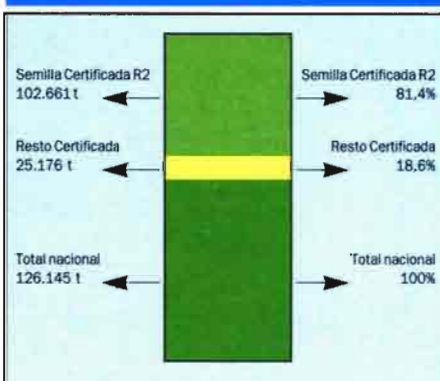 Semilla Certificada R2
102.661 t
Semilla Certificada R2
81,4%
Resto Certificada
25.176 t
Resto Certificada
18,6%
Total nacional
126.145 t
Total nacional
100%